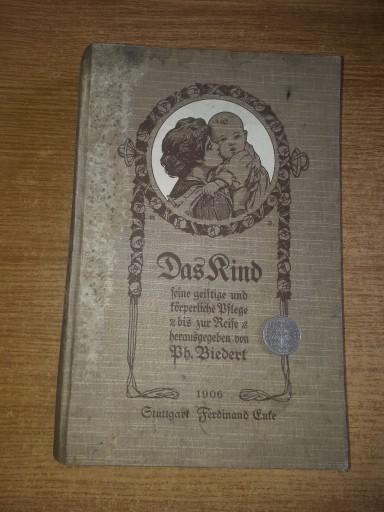 Das Kind
seine geistige und
körperliche Pflege
bis zur Reife
herausgegeben von
Ph. Biedert
1906
Stuttgart Ferdinand Enke